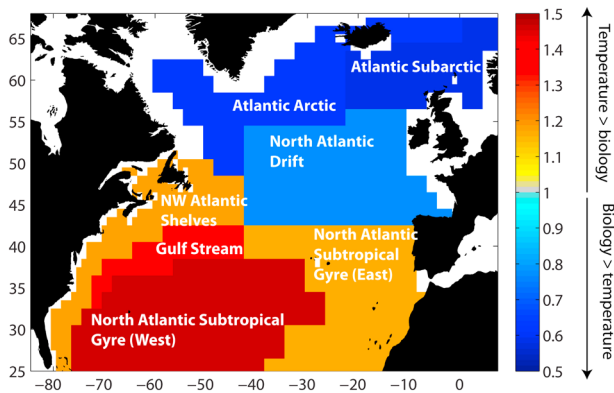 65
60
55
50
45
40
35
30
25
−80
−70
−60
−50
−40
−30
−20
−10
0
Atlantic Subarctic
Atlantic Arctic
North Atlantic
Drift
NW Atlantic
Shelves
Gulf Stream
North Atlantic
Subtropical
Gyre (East)
North Atlantic Subtropical
Gyre (West)
1.5
1.4
1.3
1.2
1.1
1
0.9
0.8
0.7
0.6
0.5
Temperature > biology
Biology > temperature